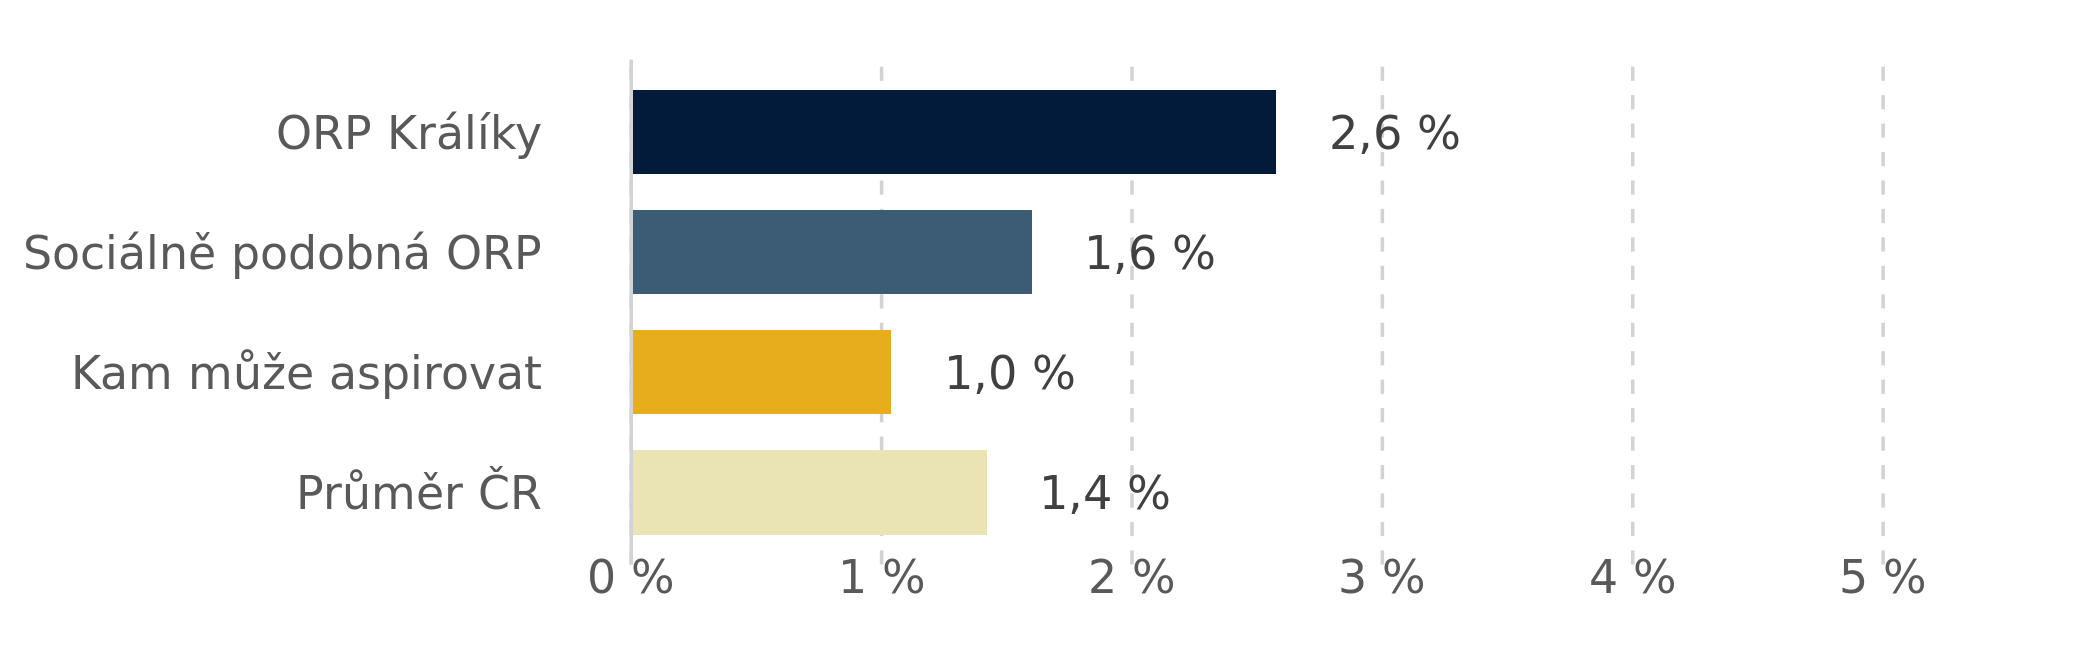 ORP Králíky
2,6 %
Sociálně podobná ORP
1,6 %
Kam může aspirovat
1,0 %
Průměr ČR
1,4 %
0 % 1 % 2 % 3 % 4 % 5 %